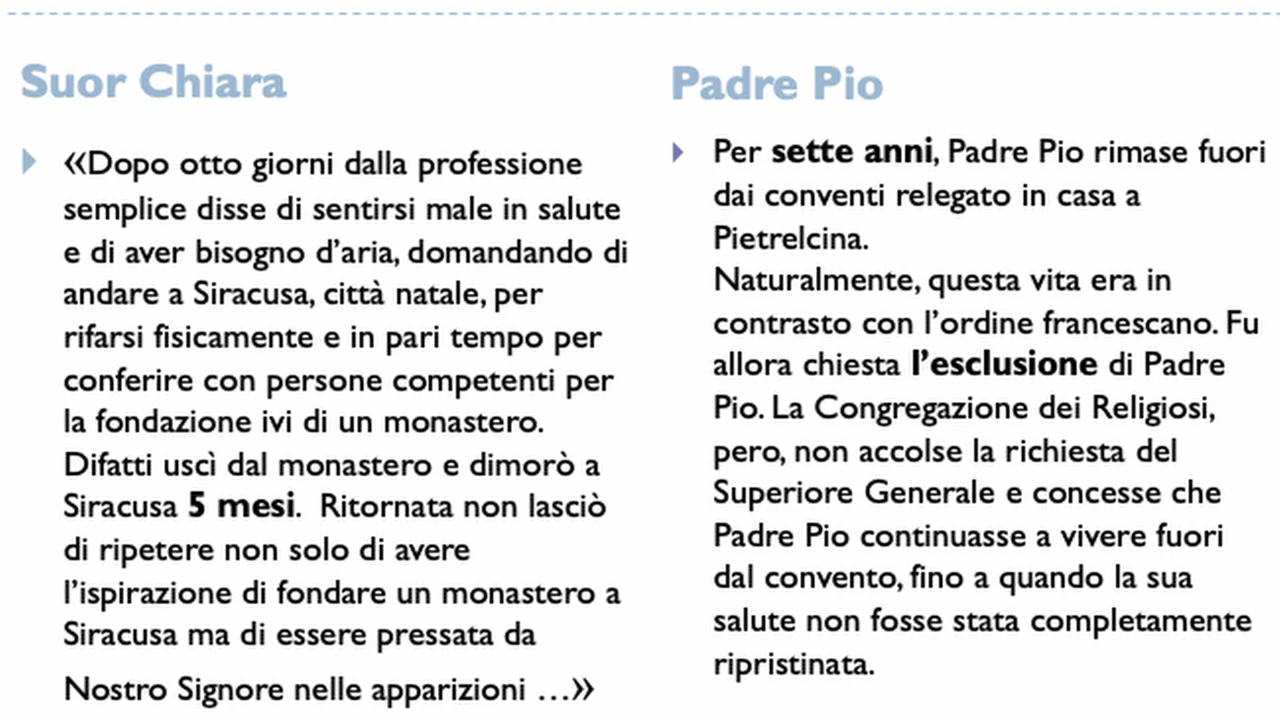 Suor Chiara
«Dopo otto giorni dalla professione
semplice disse di sentirsi male in salute
e di aver bisogno d’aria, domandando di
andare a Siracusa, città natale, per
rifarsi fisicamente e in pari tempo per
conferire con persone competenti per
la fondazione ivi di un monastero.
Difatti uscì dal monastero e dimorò a
Siracusa 5 mesi. Ritornata non lasciò
di ripetere non solo di avere
l’ispirazione di fondare un monastero a
Siracusa ma di essere pressata da
Nostro Signore nelle apparizioni …»
Padre Pio
Per sette anni, Padre Pio rimase fuori
dai conventi relegato in casa a
Pietrelcina.
Naturalmente, questa vita era in
contrasto con l’ordine francescano. Fu
allora chiesta l’esclusione di Padre
Pio. La Congregazione dei Religiosi,
pero, non accolse la richiesta del
Superiore Generale e concesse che
Padre Pio continuasse a vivere fuori
dal convento, fino a quando la sua
salute non fosse stata completamente
ripristinata.